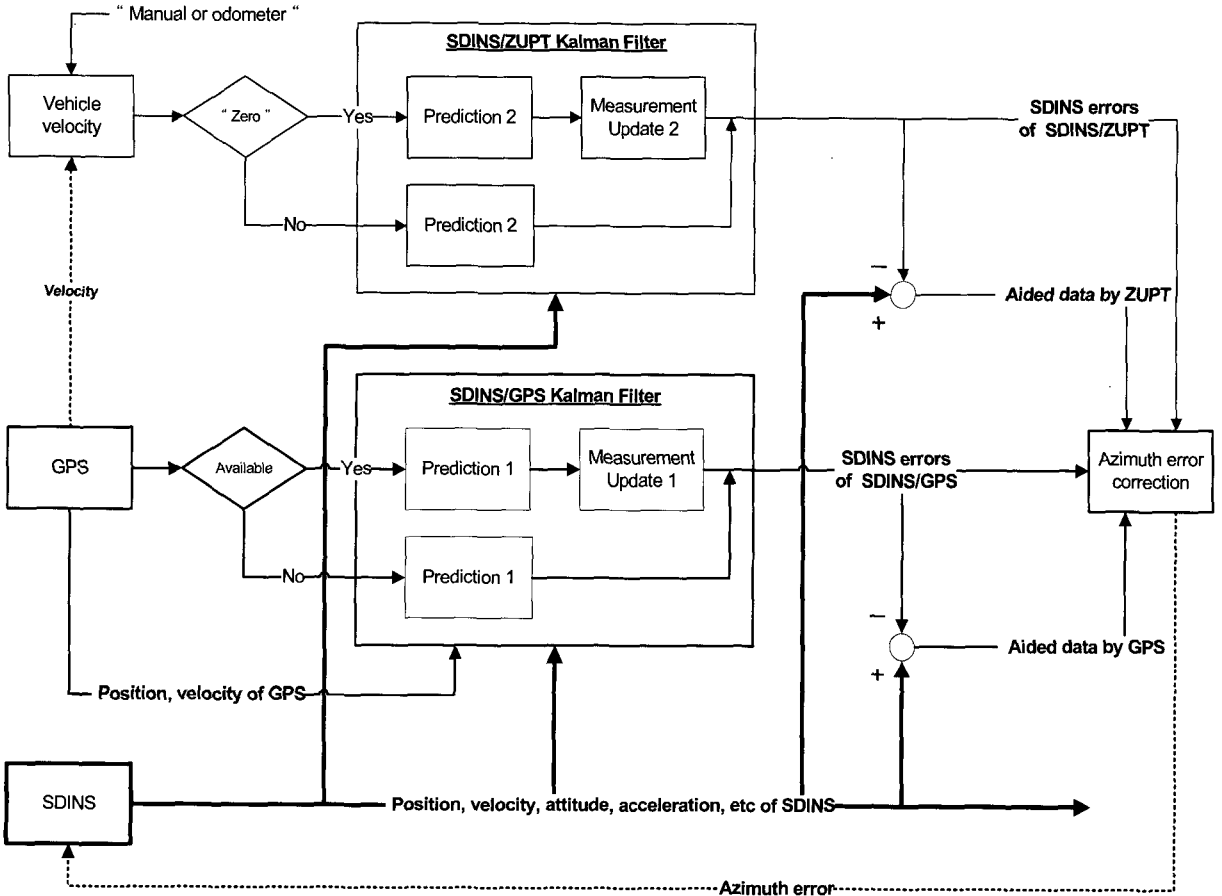 “ Manual or odometer “
SDINS/ZUPT Kalman Filter
Vehicle
velocity
“ Zero “
Yes
Prediction 2
Measurement
Update 2
SDINS errors
of SDINS/ZUPT
No
Prediction 2
Velocity
−
+
Aided data by ZUPT
SDINS/GPS Kalman Filter
GPS
Available
Yes
Prediction 1
Measurement
Update 1
SDINS errors
of SDINS/GPS
Azimuth error
correction
No
Prediction 1
−
+
Aided data by GPS
Position, velocity of GPS
SDINS
Position, velocity, attitude, acceleration, etc of SDINS
Azimuth error